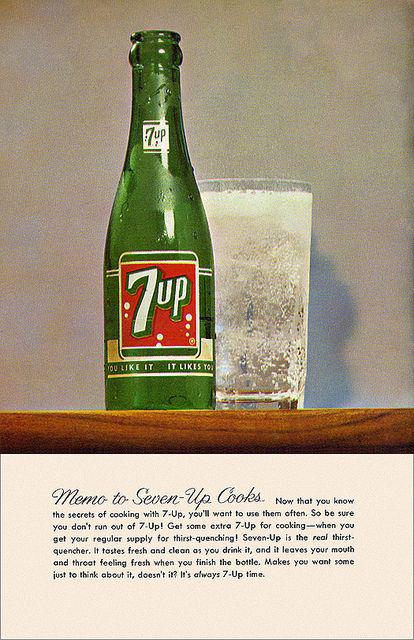 7up
7up
YOU LIKE IT IT LIKES YOU
Memo to Seven-Up Cooks. Now that you know
the secrets of cooking with 7-Up, you'll want to use them often. So be sure
you don't run out of 7-Up! Get some extra 7-Up for cooking—when you
get your regular supply for thirst-quenching! Seven-Up is the real thirst-
quencher. It tastes fresh and clean as you drink it, and it leaves your mouth
and throat feeling fresh when you finish the bottle. Makes you want some
just to think about it, doesn't it? It's always 7-Up time.